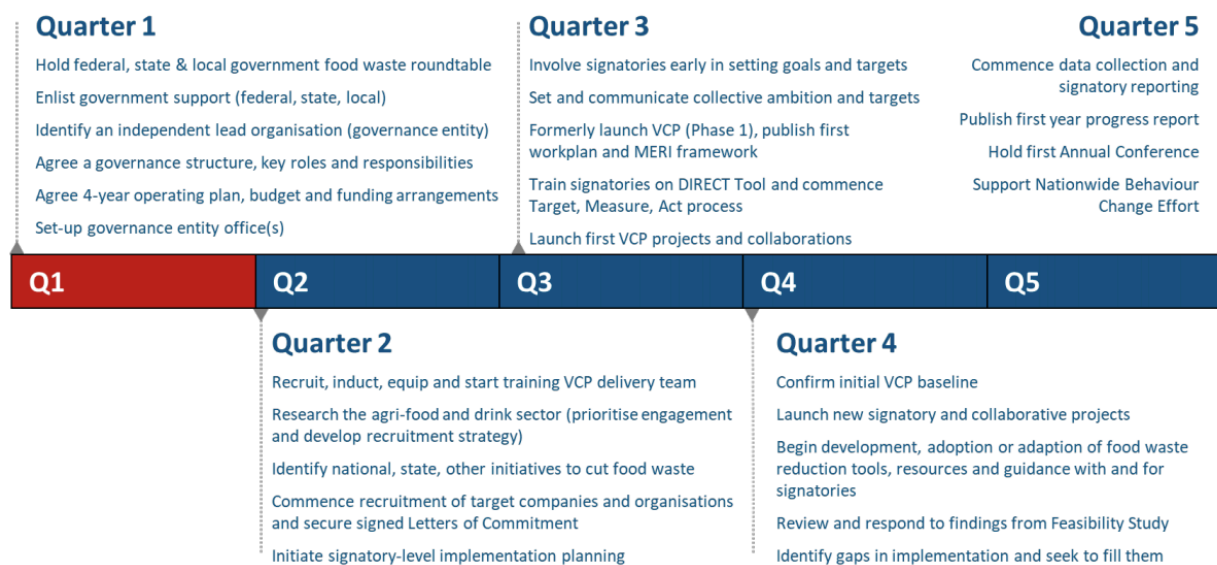 Quarter 1
Hold federal, state & local government food waste roundtable
Enlist government support (federal, state, local)
Identify an independent lead organisation (governance entity)
Agree a governance structure, key roles and responsibilities
Agree 4-year operating plan, budget and funding arrangements
Set-up governance entity office(s)
Quarter 3
Involve signatories early in setting goals and targets
Set and communicate collective ambition and targets
Formerly launch VCP (Phase 1), publish first
workplan and MERI framework
Train signatories on DIRECT Tool and commence
Target, Measure, Act process
Launch first VCP projects and collaborations
Quarter 5
Commence data collection and
signatory reporting
Publish first year progress report
Hold first Annual Conference
Support Nationwide Behaviour
Change Effort
Q1
Q2
Q3
Q4
Q5
Quarter 2
Recruit, induct, equip and start training VCP delivery team
Research the agri-food and drink sector (prioritise engagement
and develop recruitment strategy)
Identify national, state, other initiatives to cut food waste
Commence recruitment of target companies and organisations
and secure signed Letters of Commitment
Initiate signatory-level implementation planning
Quarter 4
Confirm initial VCP baseline
Launch new signatory and collaborative projects
Begin development, adoption or adaption of food waste
reduction tools, resources and guidance with and for
signatories
Review and respond to findings from Feasibility Study
Identify gaps in implementation and seek to fill them